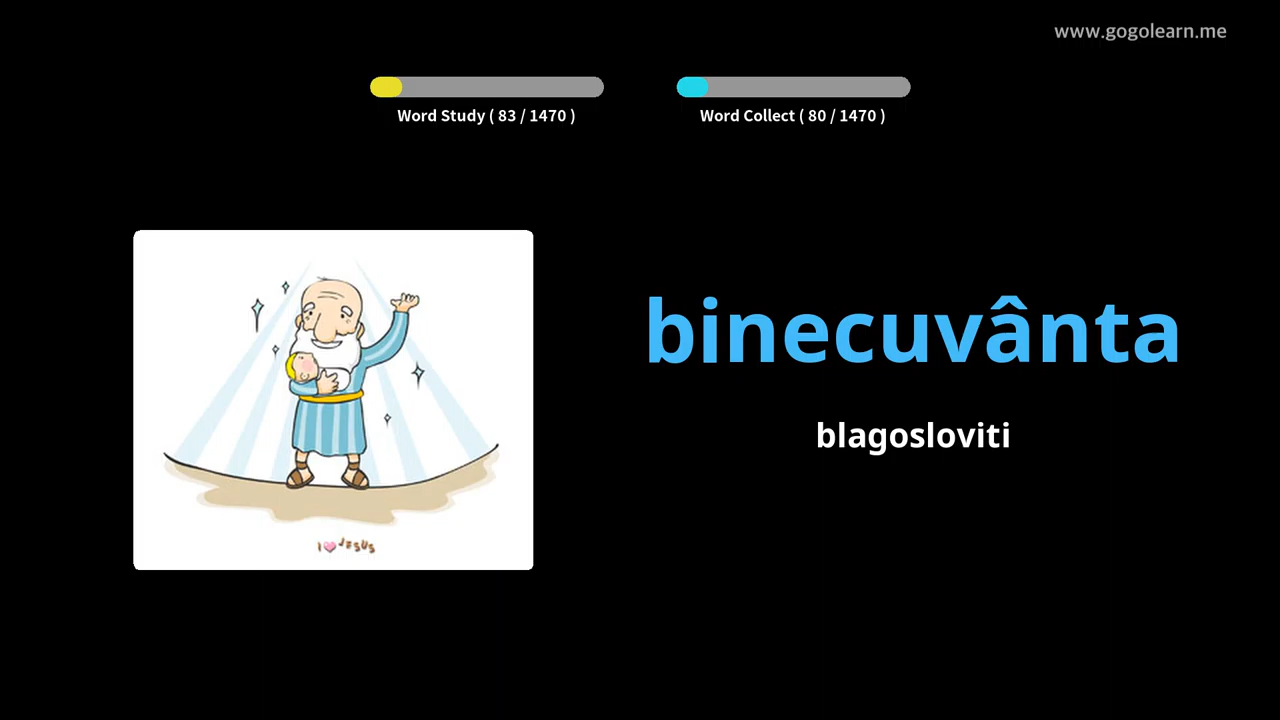 www.gogolearn.me
Word Study ( 83 / 1470 )
Word Collect ( 80 / 1470 )
binecuvânta
blagosloviti
I JESUS